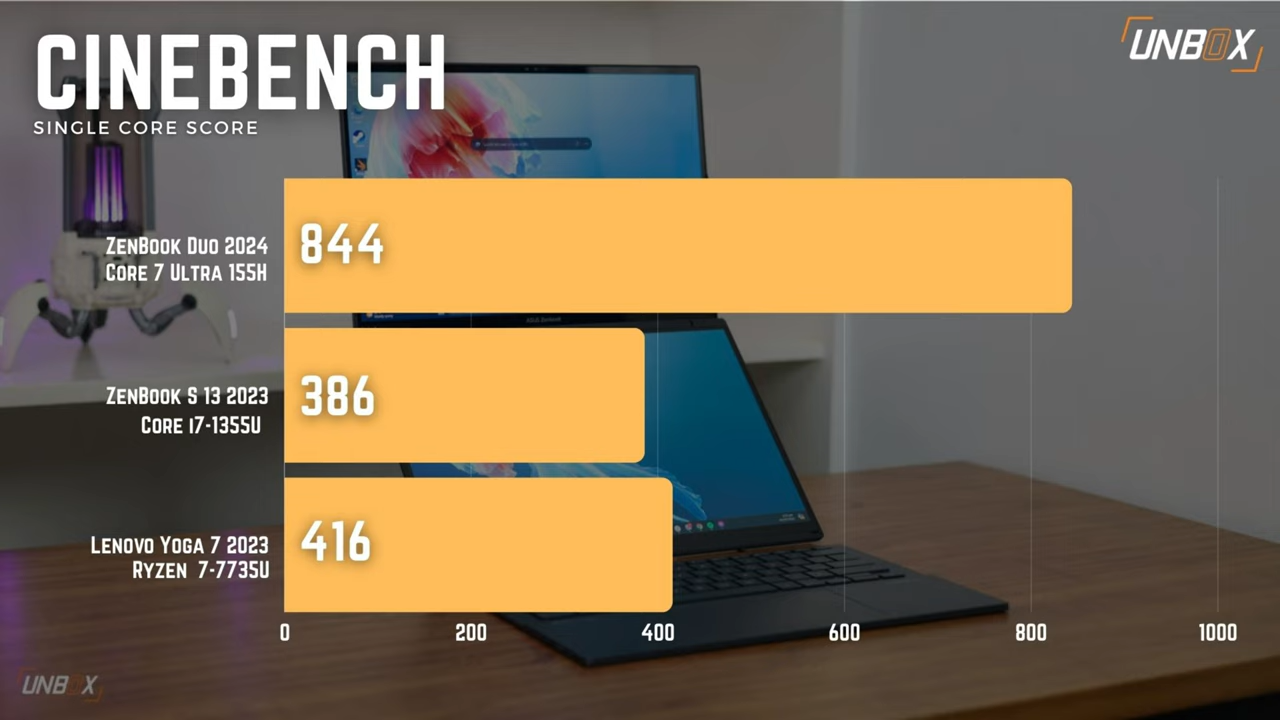 CINEBENCH
SINGLE CORE SCORE
UNBOX
ZenBook Duo 2024
Core 7 Ultra 155H
844
ZenBook S 13 2023
Core i7-1355U
386
Lenovo Yoga 7 2023
Ryzen 7-7735U
416
0 200 400 600 800 1000
UNBOX